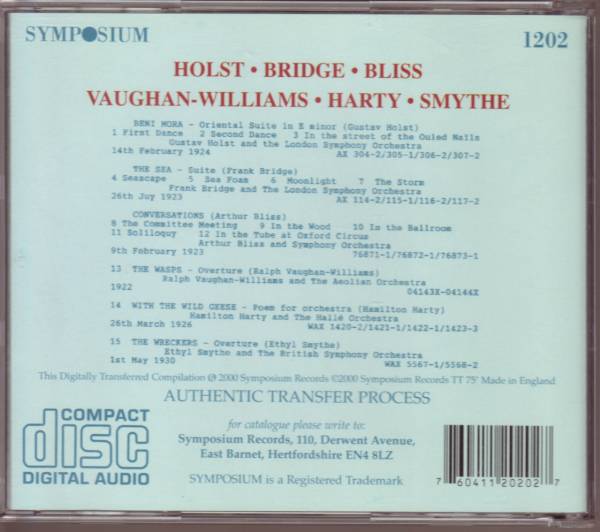 SYMPOSIUM 1202
HOLST • BRIDGE • BLISS
VAUGHAN-WILLIAMS • HARTY • SMYTHE
BENI MORA - Oriental Suite in E minor (Gustav Holst)
1 First Dance 2 Second Dance 3 In the street of the Ouled Naïls
Gustav Holst and the London Symphony Orchestra
14th February 1924 AX 304-2/305-1/306-2/307-2
THE SEA - Suite (Frank Bridge)
4 Seascape 5 Sea Foam 6 Moonlight 7 The Storm
Frank Bridge and The London Symphony Orchestra
26th Juy 1923 AX 114-2/115-1/116-2/117-2
CONVERSATIONS (Arthur Bliss)
8 The Committee Meeting 9 In the Wood 10 In the Ballroom
11 Soliloquy 12 In the Tube at Oxford Circus
Arthur Bliss and Symphony Orchestra
9th February 1923 76871-1/76872-1/76873-1
13 THE WASPS - Overture (Ralph Vaughan-Williams)
Ralph Vaughan-Williams and The Aeolian Orchestra
1922 04143X-04144X
14 WITH THE WILD GEESE - Poem for orchestra (Hamilton Harty)
Hamilton Harty and The Hallé Orchestra
26th March 1926 WAX 1420-2/1421-1/1422-1/1423-3
15 THE WRECKERS - Overture (Ethyl Smythe)
Ethyl Smythe and the British Symphony Orchestra
1st May 1930 WAX 5567-1/5568-2
This Digitally Transferred Compilation ℗ 2000 Symposium Records ©2000 Symposium Records TT 75' Made in England
AUTHENTIC TRANSFER PROCESS
COMPACT
disc
DIGITAL AUDIO
for catalogue please write to:
Symposium Records, 110, Derwent Avenue,
East Barnet, Hertfordshire EN4 8LZ
SYMPOSIUM is a Registered Trademark
7 60411 20202 7